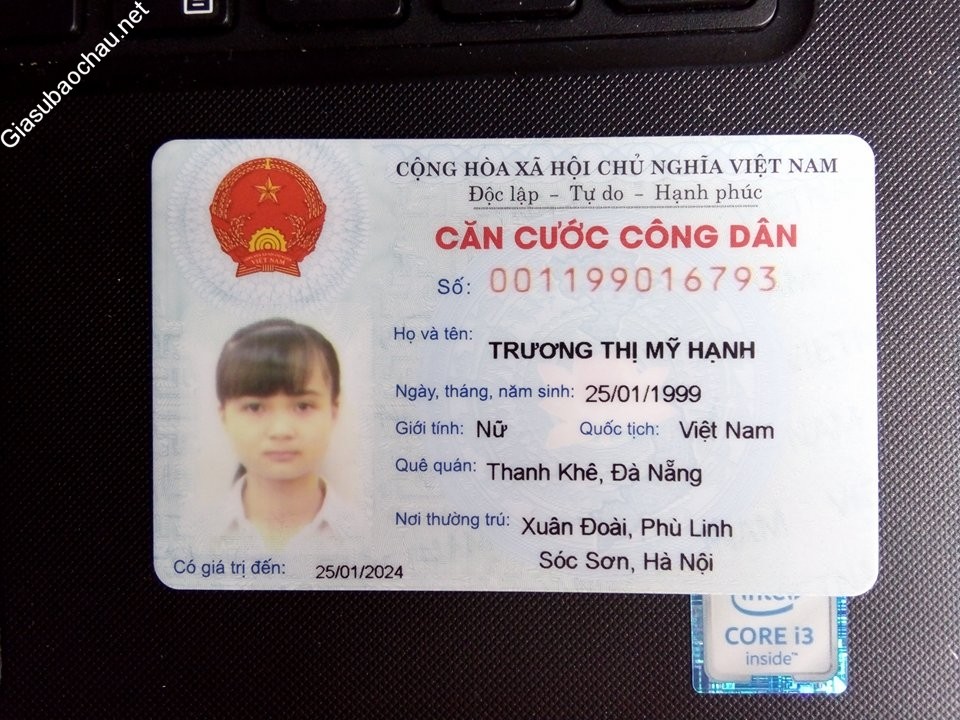 Giasubaochau.net
CỘNG HÒA XÃ HỘI CHỦ NGHĨA VIỆT NAM
Độc lập - Tự do - Hạnh phúc
CĂN CƯỚC CÔNG DÂN
Số: 001199016793
Họ và tên: TRƯƠNG THỊ MỸ HẠNH
Ngày, tháng, năm sinh: 25/01/1999
Giới tính: Nữ Quốc tịch: Việt Nam
Quê quán: Thanh Khê, Đà Nẵng
Nơi thường trú: Xuân Đoài, Phù Linh
Sóc Sơn, Hà Nội
Có giá trị đến: 25/01/2024
intel
CORE i3
inside™